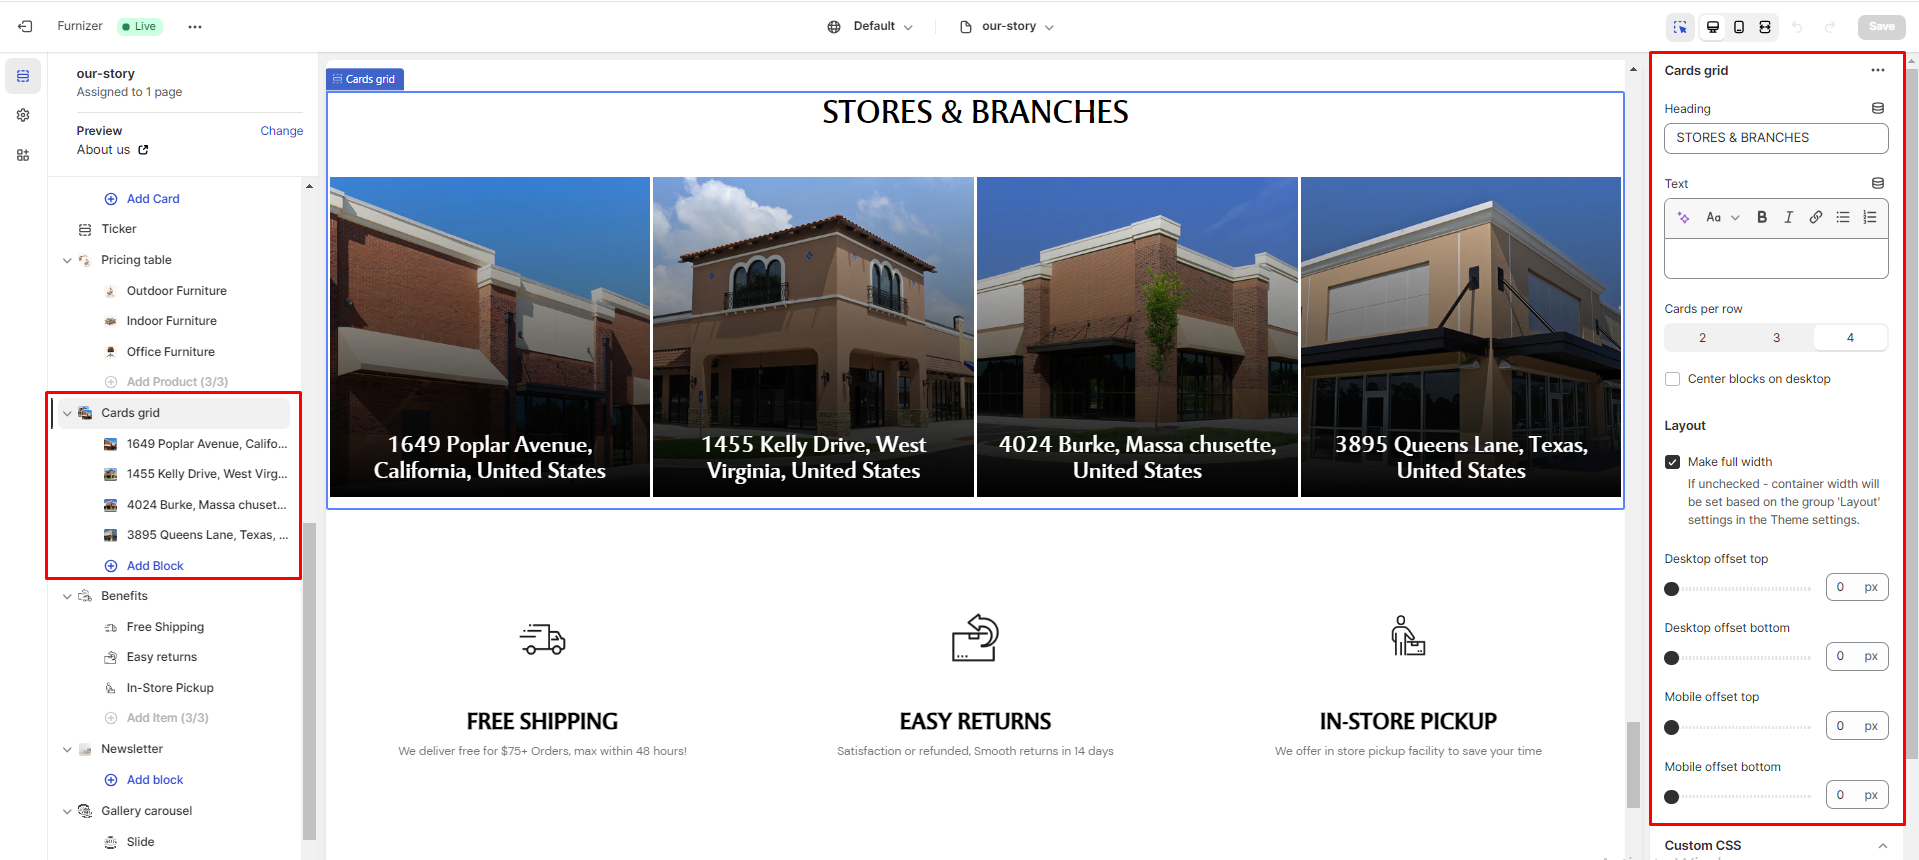 Furnizer
Live
Default
our-story
Save
our-story
Assigned to 1 page
Preview
Change
About us
Add Card
Ticker
Pricing table
Outdoor Furniture
Indoor Furniture
Office Furniture
Add Product (3/3)
Cards grid
1649 Poplar Avenue, Califo...
1455 Kelly Drive, West Virg...
4024 Burke, Massa chuset...
3895 Queens Lane, Texas, ...
Add Block
Benefits
Free Shipping
Easy returns
In-Store Pickup
Add Item (3/3)
Newsletter
Add block
Gallery carousel
Slide
Cards grid
STORES & BRANCHES
1649 Poplar Avenue,
California, United States
1455 Kelly Drive, West
Virginia, United States
4024 Burke, Massa chusette,
United States
3895 Queens Lane, Texas,
United States
FREE SHIPPING
We deliver free for $75+ Orders, max within 48 hours!
EASY RETURNS
Satisfaction or refunded, Smooth returns in 14 days
IN-STORE PICKUP
We offer in store pickup facility to save your time
Cards grid
Heading
STORES & BRANCHES
Text
Aa B I
Cards per row
2 3 4
Center blocks on desktop
Layout
Make full width
If unchecked - container width will
be set based on the group 'Layout'
settings in the Theme settings.
Desktop offset top
0 px
Desktop offset bottom
0 px
Mobile offset top
0 px
Mobile offset bottom
0 px
Custom CSS